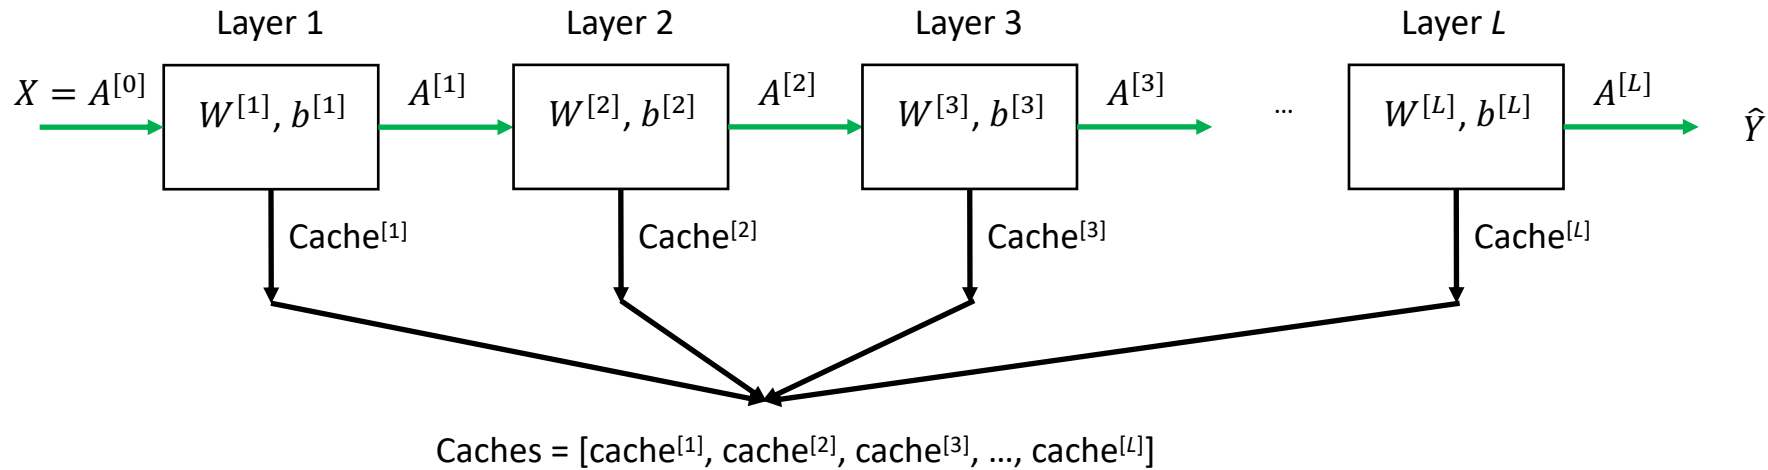 Layer 1 Layer 2 Layer 3 Layer L
X = A^[0] A^[1] A^[2] A^[3] A^[L]
W^[1], b^[1] W^[2], b^[2] W^[3], b^[3] ... W^[L], b^[L] Ŷ
Cache^[1] Cache^[2] Cache^[3] Cache^[L]
Caches = [cache^[1], cache^[2], cache^[3], …, cache^[L]]